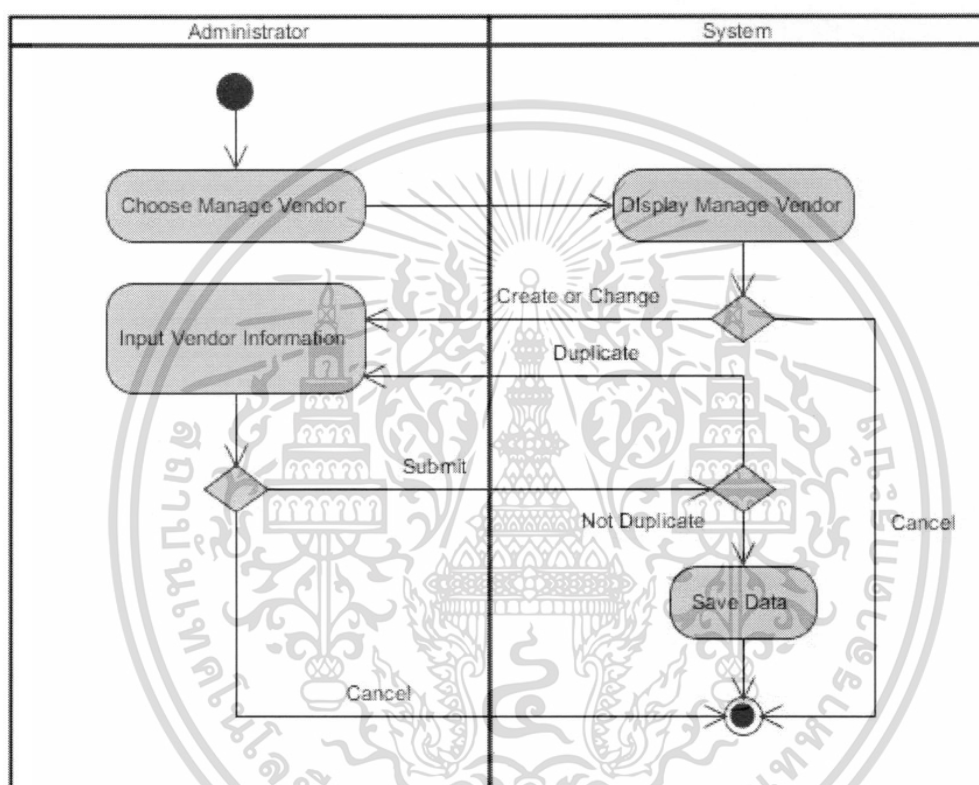 Administrator
System
Choose Manage Vendor
Display Manage Vendor
Create or Change
Input Vendor Information
Duplicate
Submit
Not Duplicate
Cancel
Save Data
Cancel